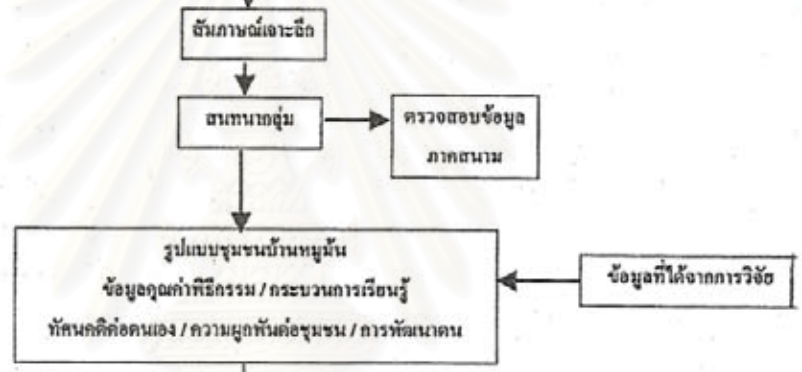 สัมภาษณ์เจาะลึก
สนทนากลุ่ม
ตรวจสอบข้อมูล
ภาคสนาม
รูปแบบชุมชนบ้านหมูม้น
ข้อมูลคุณค่าพิธีกรรม / กระบวนการเรียนรู้
ทัศนคติต่อตนเอง / ความผูกพันต่อชุมชน / การพัฒนาตน
ข้อมูลที่ได้จากการวิจัย